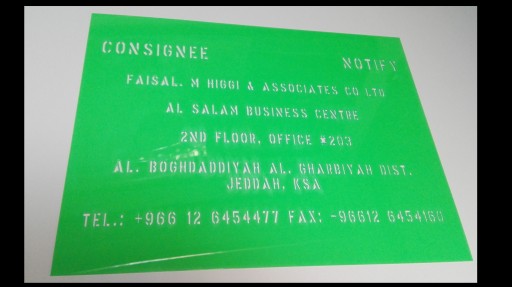 CONSIGNEE NOTIFY
FAISAL. M HIGGI & ASSOCIATES CO LTD
AL SALAM BUSINESS CENTRE
2ND FLOOR, OFFICE #203
AL. BOGHDADDIYAH AL. GHARBIYAH DIST.
JEDDAH, KSA
TEL.: +966 12 6454477 FAX: -96612 6454160